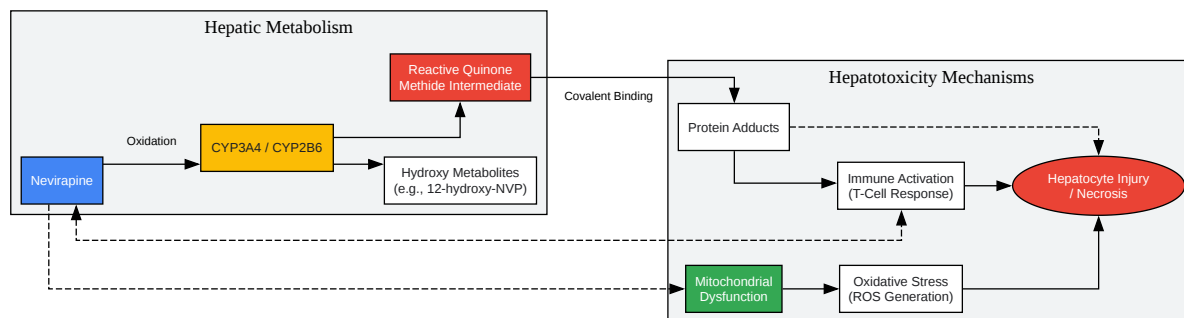 Hepatic Metabolism
Reactive Quinone
Methide Intermediate
Covalent Binding
Oxidation
CYP3A4 / CYP2B6
Nevirapine
Hydroxy Metabolites
(e.g., 12-hydroxy-NVP)
Hepatotoxicity Mechanisms
Protein Adducts
Immune Activation
(T-Cell Response)
Hepatocyte Injury
/ Necrosis
Mitochondrial
Dysfunction
Oxidative Stress
(ROS Generation)